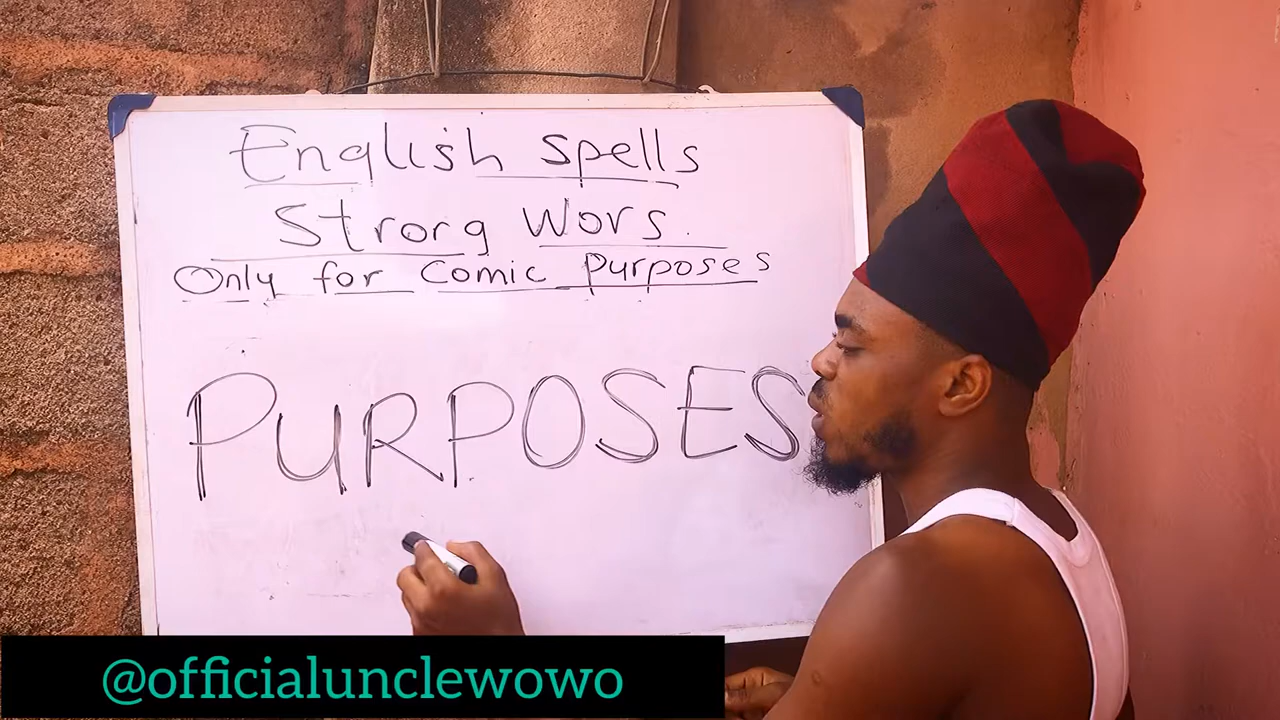 English spells
Strorg Wors.
Only for Comic Purposes
PURPOSES
@officialunclewowo